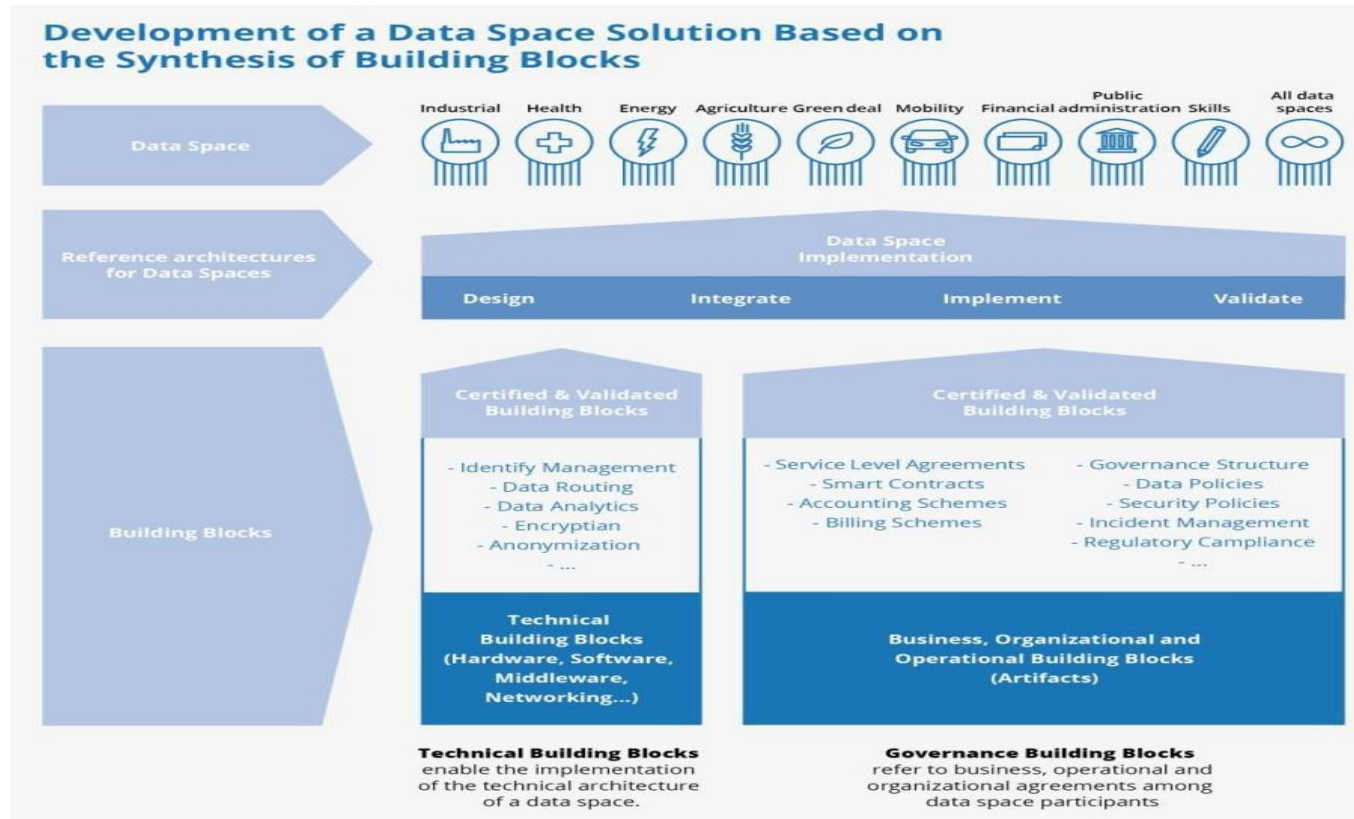 Development of a Data Space Solution Based on
the Synthesis of Building Blocks
Data Space
Industrial
Health
Energy
Agriculture
Green deal
Mobility
Financial
Public
administration
Skills
All data
spaces
Reference architectures
for Data Spaces
Data Space
Implementation
Design
Integrate
Implement
Validate
Building Blocks
Certified & Validated
Building Blocks
- Identify Management
- Data Routing
- Data Analytics
- Encryptian
- Anonymization
- ...
Technical
Building Blocks
(Hardware, Software,
Middleware,
Networking...)
Technical Building Blocks
enable the implementation
of the technical architecture
of a data space.
Certified & Validated
Building Blocks
- Service Level Agreements
- Smart Contracts
- Accounting Schemes
- Billing Schemes
- Governance Structure
- Data Policies
- Security Policies
- Incident Management
- Regulatory Campliance
- ...
Business, Organizational and
Operational Building Blocks
(Artifacts)
Governance Building Blocks
refer to business, operational and
organizational agreements among
data space participants